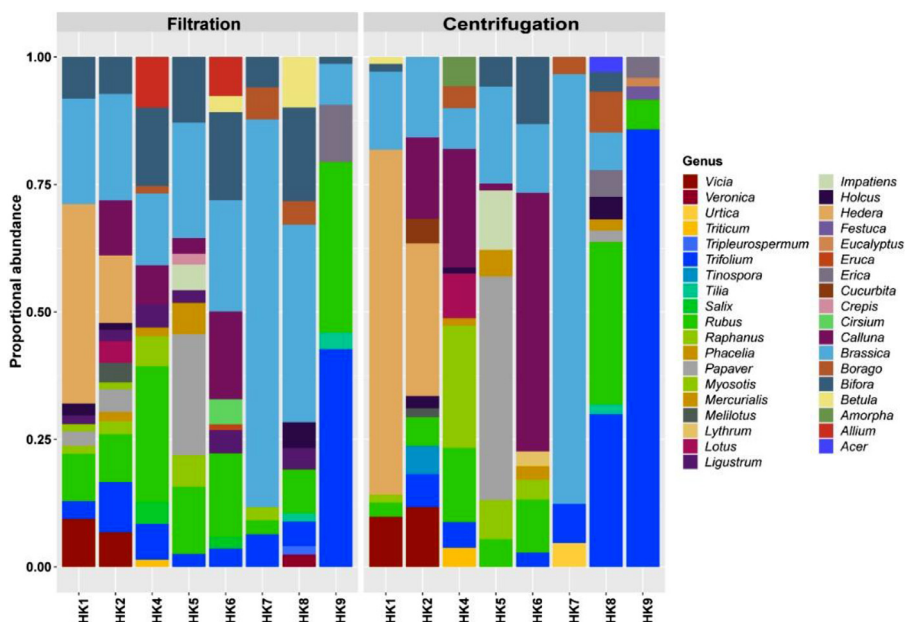 Filtration
Centrifugation
Proportional abundance
1.00
0.75
0.50
0.25
0.00
HK1
HK2
HK4
HK5
HK6
HK7
HK8
HK9
HK1
HK2
HK4
HK5
HK6
HK7
HK8
HK9
Genus
Vicia
Veronica
Urtica
Triticum
Tripleurospermum
Trifolium
Tinospora
Tilia
Salix
Rubus
Raphanus
Phacelia
Papaver
Myosotis
Mercurialis
Melilotus
Lythrum
Lotus
Ligustrum
Impatiens
Holcus
Hedera
Festuca
Eucalyptus
Eruca
Erica
Cucurbita
Crepis
Cirsium
Calluna
Brassica
Borago
Bifora
Betula
Amorpha
Allium
Acer